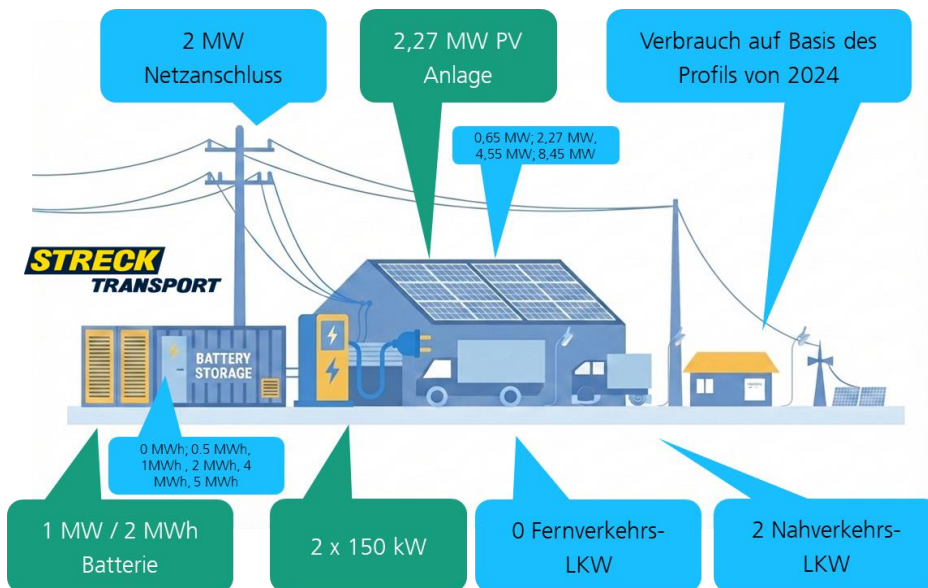 2 MW
Netzanschluss
2,27 MW PV
Anlage
Verbrauch auf Basis des
Profils von 2024
0,65 MW; 2,27 MW,
4,55 MW; 8,45 MW
STRECK
TRANSPORT
BATTERY
STORAGE
0 MWh; 0.5 MWh,
1MWh , 2 MWh, 4
MWh, 5 MWh
1 MW / 2 MWh
Batterie
2 x 150 kW
0 Fernverkehrs-
LKW
2 Nahverkehrs-
LKW